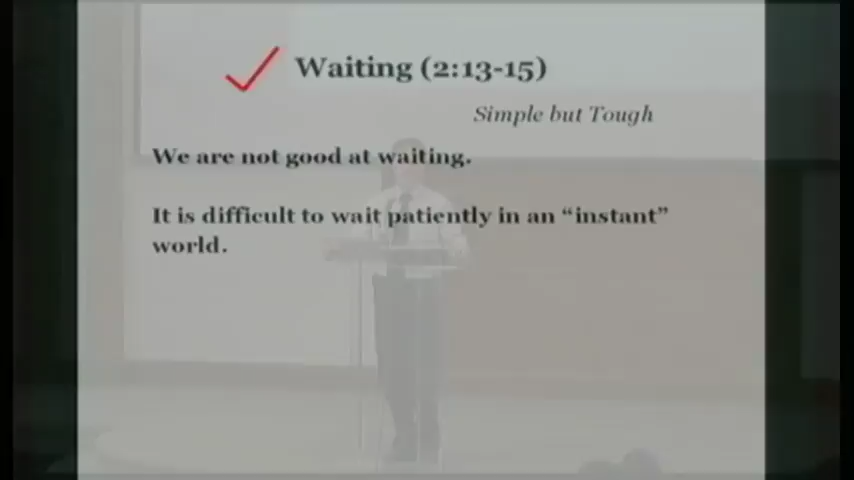 Waiting (2:13-15)
Simple but Tough
We are not good at waiting.
It is difficult to wait patiently in an “instant”
world.